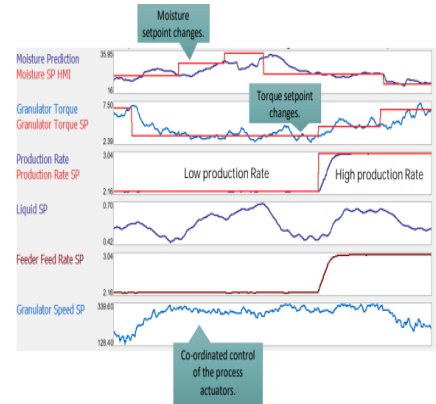 Moisture
setpoint changes.
Moisture Prediction
Moisture SP HMI
35.95
16
Torque setpoint
changes.
Granulator Torque
Granulator Torque SP
7.50
2.39
Production Rate
Production Rate SP
3.04
2.16
Low production Rate
High production Rate
Liquid SP
0.70
0.42
Feeder Feed Rate SP
3.04
2.16
Granulator Speed SP
339.60
128.40
Co-ordinated control
of the process
actuators.